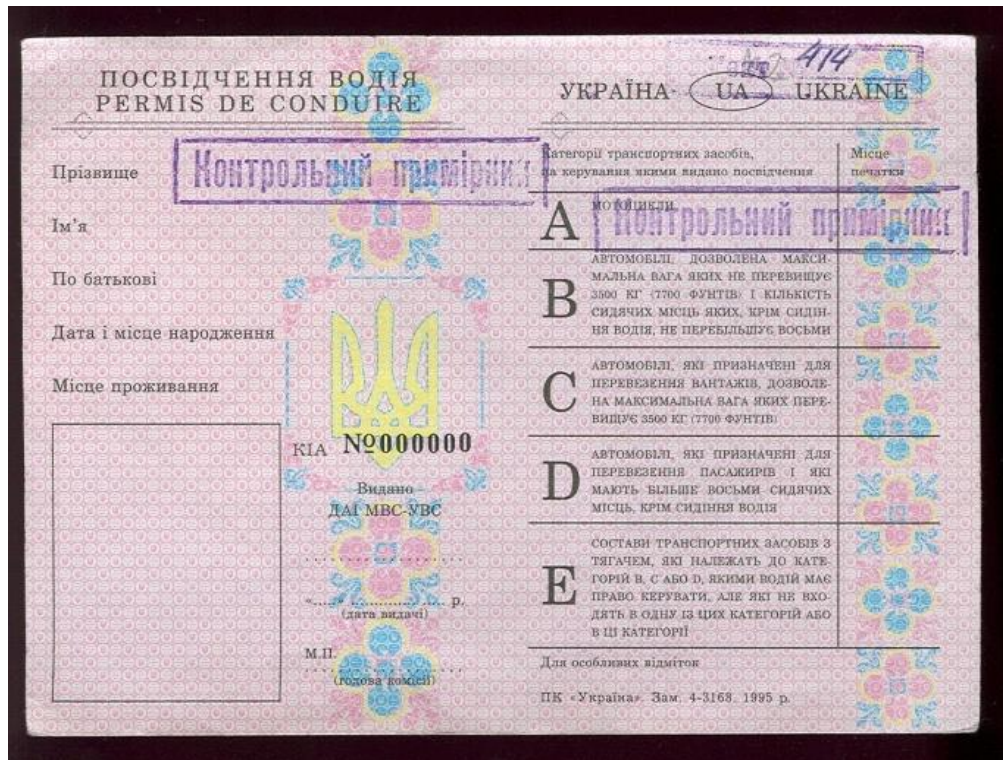 ПОСВІДЧЕННЯ ВОДІЯ
PERMIS DE CONDUIRE
Прізвище
Контрольний примірник
Ім'я
По батькові
Дата і місце народження
Місце проживання
КІА №000000
Видано
ДАІ МВС-УВС
«.....» ................. р.
(дата видачі)
М.П.
(голова комісії)
414
УКРАЇНА UA UKRAINE
Категорії транспортних засобів,
на керування якими видано посвідчення
Місце
печатки
A
МОТОЦИКЛИ
Контрольний примірник
B
АВТОМОБІЛІ, ДОЗВОЛЕНА МАКСИ-
МАЛЬНА ВАГА ЯКИХ НЕ ПЕРЕВИЩУЄ
3500 КГ (7700 ФУНТІВ) І КІЛЬКІСТЬ
СИДЯЧИХ МІСЦЬ ЯКИХ, КРІМ СИДІН-
НЯ ВОДІЯ, НЕ ПЕРЕБІЛЬШУЄ ВОСЬМИ
C
АВТОМОБІЛІ, ЯКІ ПРИЗНАЧЕНІ ДЛЯ
ПЕРЕВЕЗЕННЯ ВАНТАЖІВ, ДОЗВОЛЕ-
НА МАКСИМАЛЬНА ВАГА ЯКИХ ПЕРЕ-
ВИЩУЄ 3500 КГ (7700 ФУНТІВ)
D
АВТОМОБІЛІ, ЯКІ ПРИЗНАЧЕНІ ДЛЯ
ПЕРЕВЕЗЕННЯ ПАСАЖИРІВ І ЯКІ
МАЮТЬ БІЛЬШЕ ВОСЬМИ СИДЯЧИХ
МІСЦЬ, КРІМ СИДІННЯ ВОДІЯ
E
СОСТАВИ ТРАНСПОРТНИХ ЗАСОБІВ З
ТЯГАЧЕМ, ЯКІ НАЛЕЖАТЬ ДО КАТЕ-
ГОРІЙ B, C АБО D, ЯКИМИ ВОДІЙ МАЄ
ПРАВО КЕРУВАТИ, АЛЕ ЯКІ НЕ ВХО-
ДЯТЬ В ОДНУ ІЗ ЦИХ КАТЕГОРІЙ АБО
В ЦІ КАТЕГОРІЇ
Для особливих відміток
ПК «Україна». Зам. 4-3168. 1995 р.